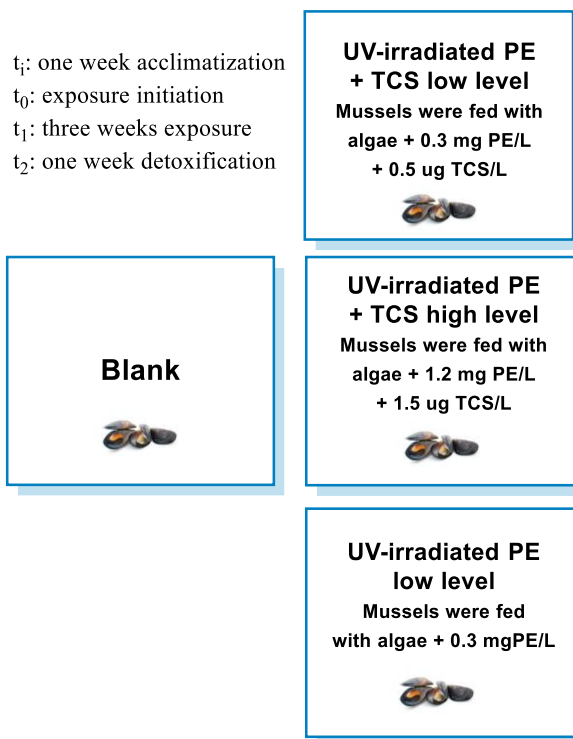 tᵢ: one week acclimatization
t₀: exposure initiation
t₁: three weeks exposure
t₂: one week detoxification
UV-irradiated PE
+ TCS low level
Mussels were fed with
algae + 0.3 mg PE/L
+ 0.5 ug TCS/L
Blank
UV-irradiated PE
+ TCS high level
Mussels were fed with
algae + 1.2 mg PE/L
+ 1.5 ug TCS/L
UV-irradiated PE
low level
Mussels were fed
with algae + 0.3 mgPE/L